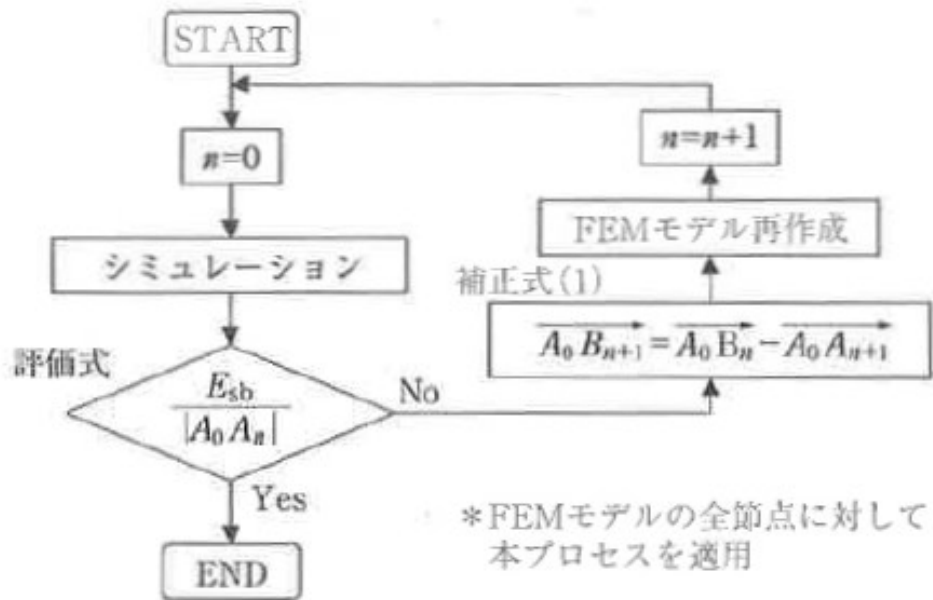 START
n=0
シミュレーション
評価式
E_sb
|A_0 A_n|
No
Yes
END
補正式(1)
A_0 B_{n+1} = A_0 B_n − A_0 A_{n+1}
FEMモデル再作成
n=n+1
*FEMモデルの全節点に対して
本プロセスを適用